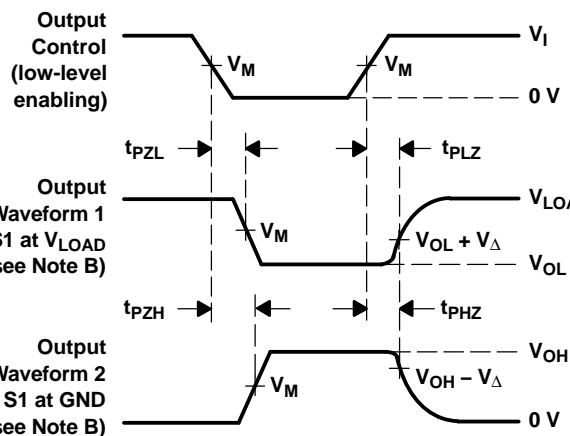 Output
Control
(low-level
enabling)
V_I
V_M
V_M
0 V
t_PZL
t_PLZ
Output
Waveform 1
S1 at V_LOAD
(see Note B)
V_LOA
V_M
V_OL + V_Δ
V_OL
t_PZH
t_PHZ
Output
Waveform 2
S1 at GND
(see Note B)
V_OH
V_M
V_OH − V_Δ
0 V